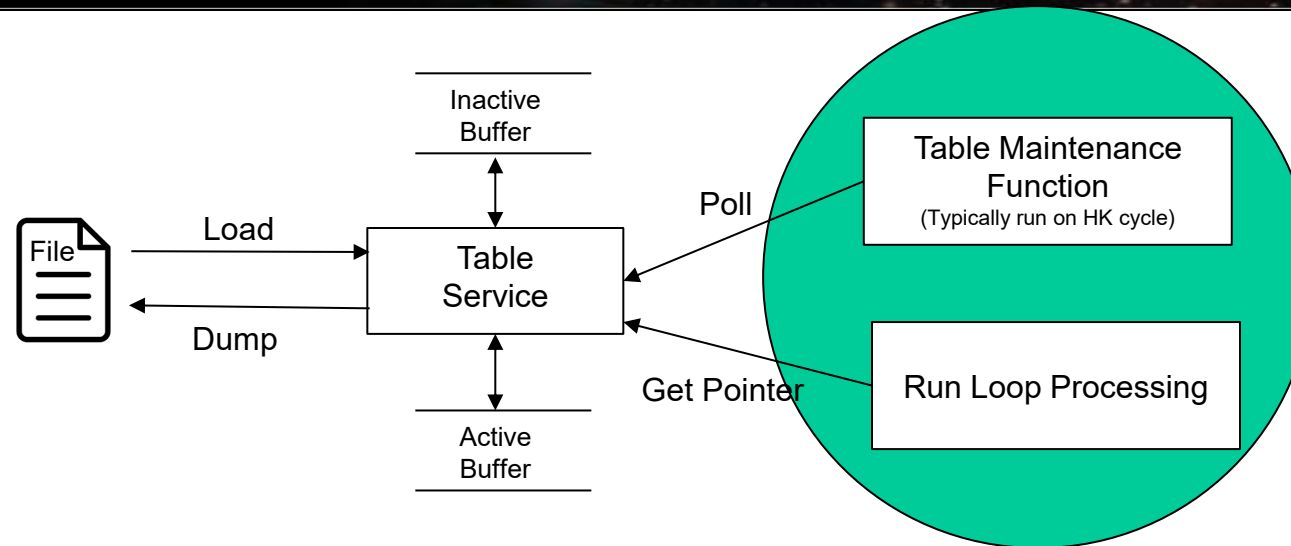 Inactive
Buffer
File
Load
Dump
Table
Service
Active
Buffer
Poll
Get Pointer
Table Maintenance
Function
(Typically run on HK cycle)
Run Loop Processing